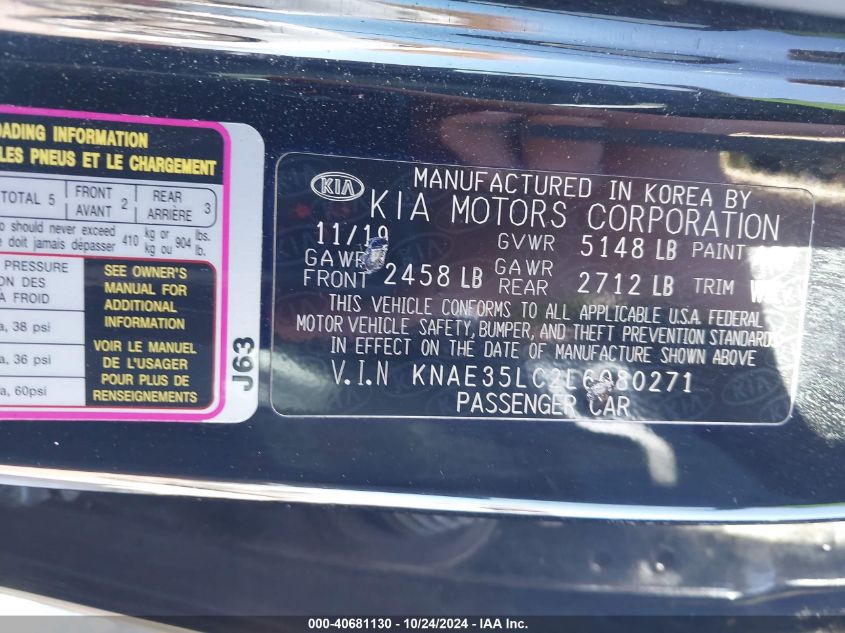 OADING INFORMATION
LES PNEUS ET LE CHARGEMENT
TOTAL 5
FRONT
AVANT 2
REAR
ARRIÈRE 3
should never exceed
doit jamais dépasser
410 kg or
kg ou 904 lbs.
lb.
PRESSURE
ON DES
À FROID
, 38 psi
, 36 psi
, 60psi
SEE OWNER'S
MANUAL FOR
ADDITIONAL
INFORMATION
VOIR LE MANUEL
DE L'USAGER
POUR PLUS DE
RENSEIGNEMENTS
J63
KIA
MANUFACTURED IN KOREA BY
KIA MOTORS CORPORATION
11/19 GVWR 5148 LB PAINT
GAWR FRONT 2458 LB GAWR REAR 2712 LB TRIM
THIS VEHICLE CONFORMS TO ALL APPLICABLE U.S.A. FEDERAL
MOTOR VEHICLE SAFETY, BUMPER, AND THEFT PREVENTION STANDARDS
IN EFFECT ON THE DATE OF MANUFACTURE SHOWN ABOVE
V.I.N KNAE35LC2L6080271
PASSENGER CAR
000-40681130 - 10/24/2024 - IAA Inc.